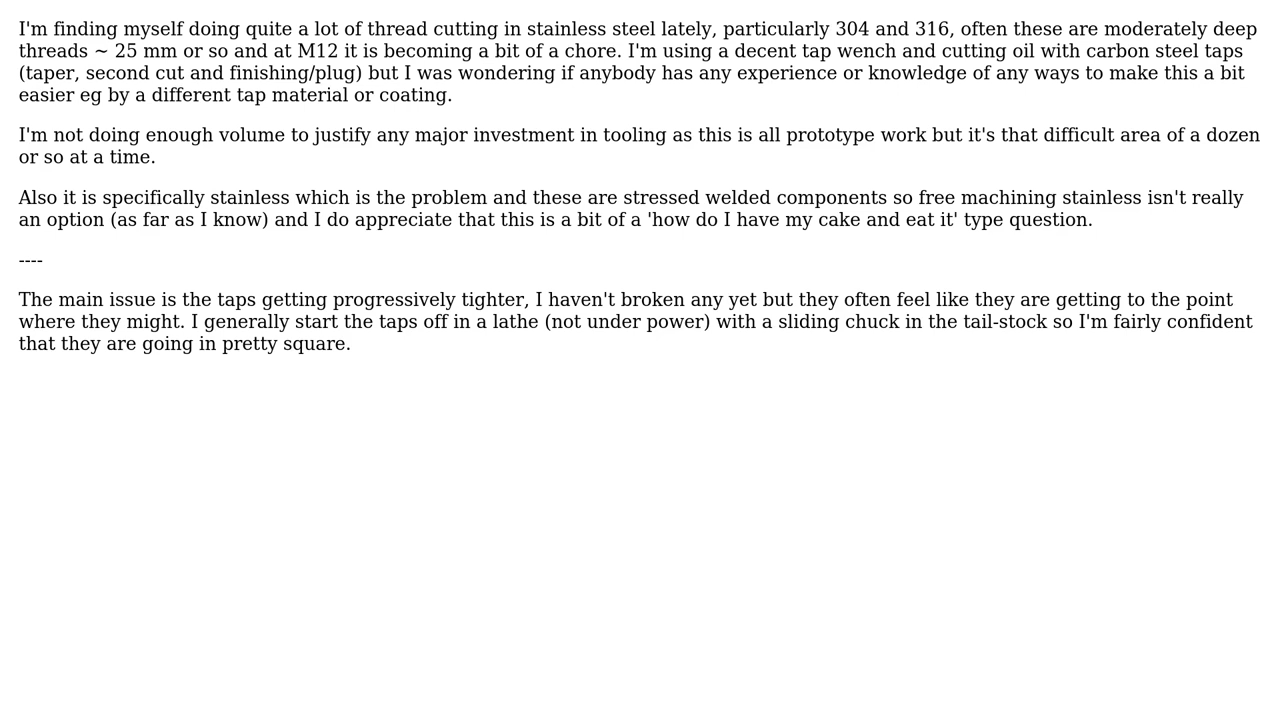 I'm finding myself doing quite a lot of thread cutting in stainless steel lately, particularly 304 and 316, often these are moderately deep
threads ~ 25 mm or so and at M12 it is becoming a bit of a chore. I'm using a decent tap wench and cutting oil with carbon steel taps
(taper, second cut and finishing/plug) but I was wondering if anybody has any experience or knowledge of any ways to make this a bit
easier eg by a different tap material or coating.
I'm not doing enough volume to justify any major investment in tooling as this is all prototype work but it's that difficult area of a dozen
or so at a time.
Also it is specifically stainless which is the problem and these are stressed welded components so free machining stainless isn't really
an option (as far as I know) and I do appreciate that this is a bit of a 'how do I have my cake and eat it' type question.
----
The main issue is the taps getting progressively tighter, I haven't broken any yet but they often feel like they are getting to the point
where they might. I generally start the taps off in a lathe (not under power) with a sliding chuck in the tail-stock so I'm fairly confident
that they are going in pretty square.